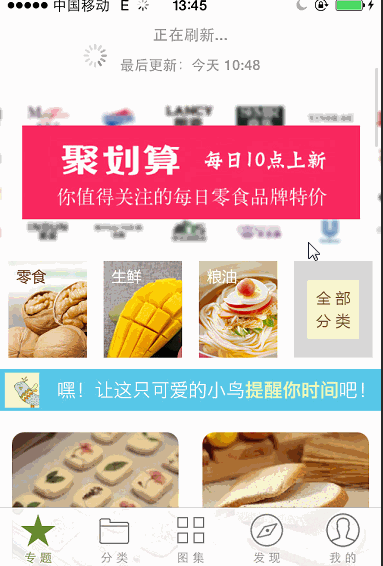 中国移动 E 13:45
正在刷新...
最后更新：今天 10:48
LANCY
聚划算 每日10点上新
你值得关注的每日零食品牌特价
零食 生鲜 粮油 全部分类
嘿！让这只可爱的小鸟提醒你时间吧！
专题 分类 图集 发现 我的